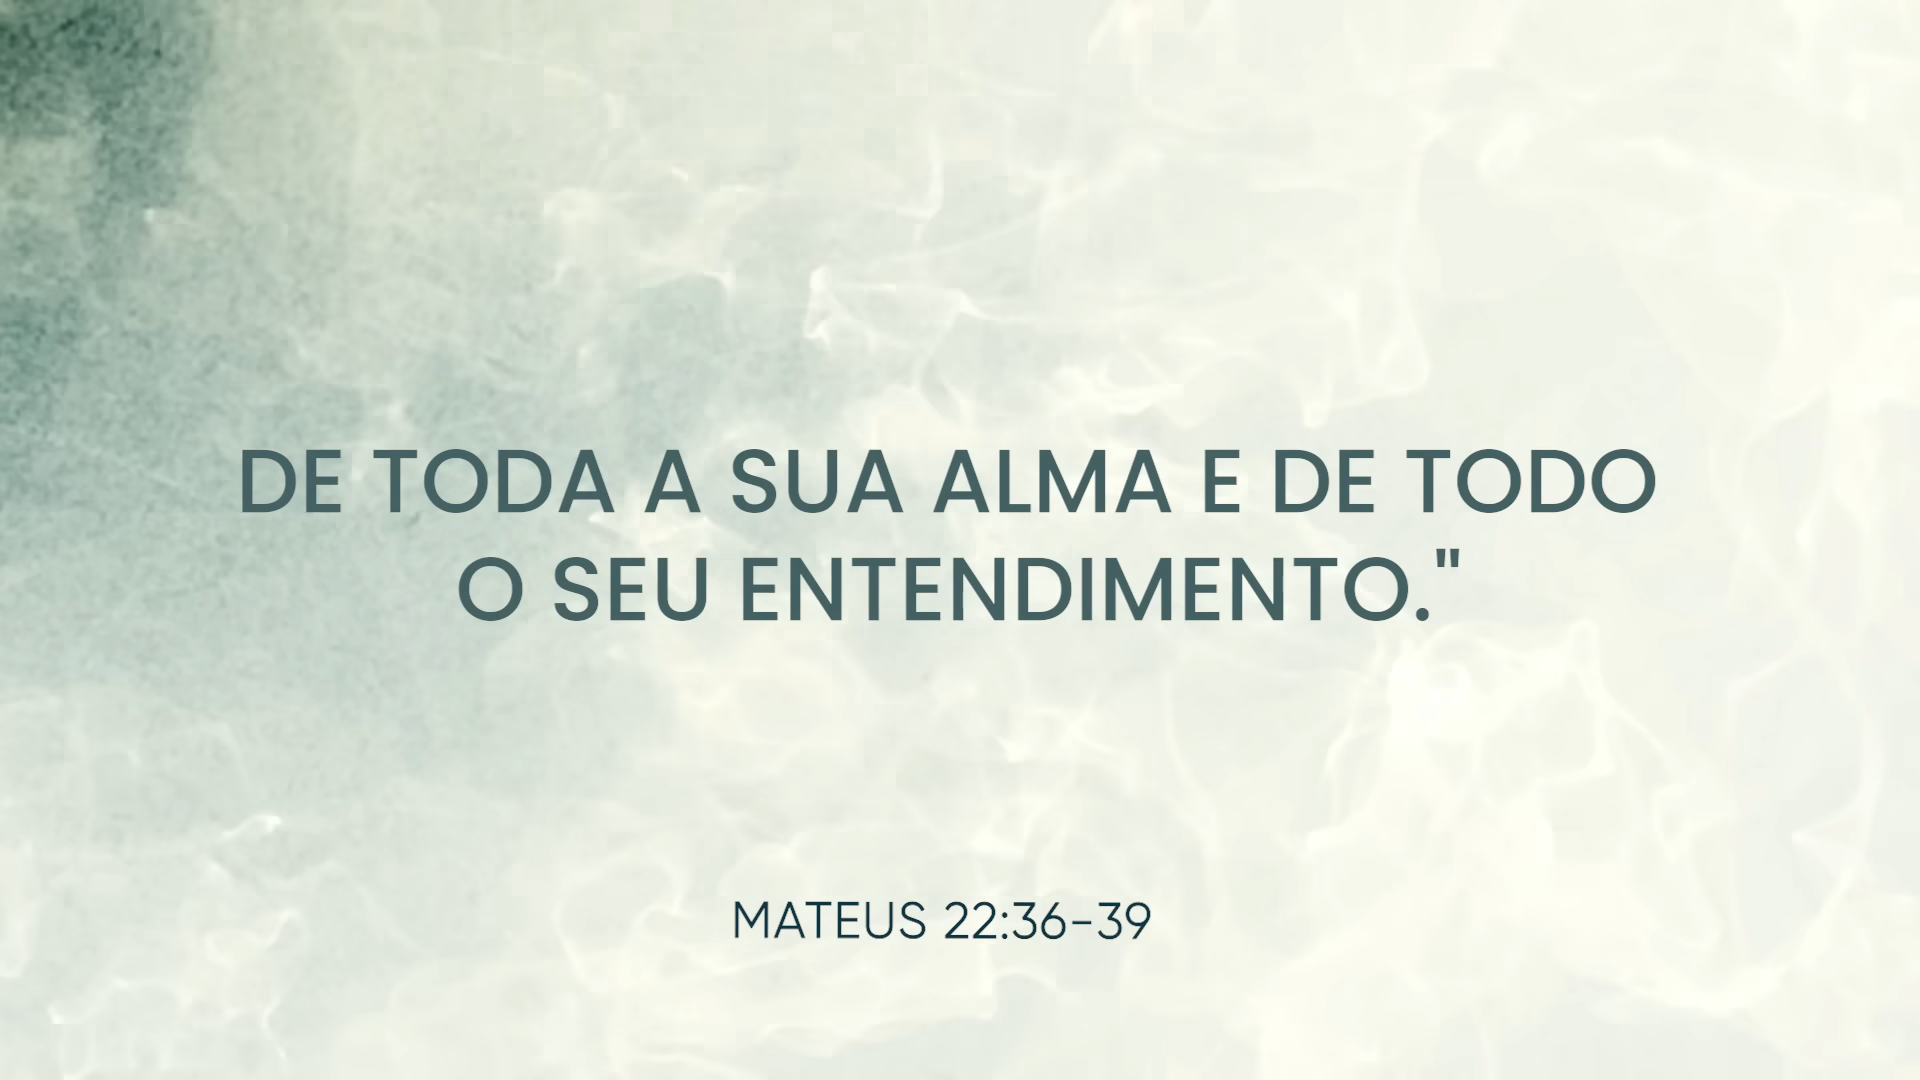 DE TODA A SUA ALMA E DE TODO
O SEU ENTENDIMENTO."
MATEUS 22:36-39